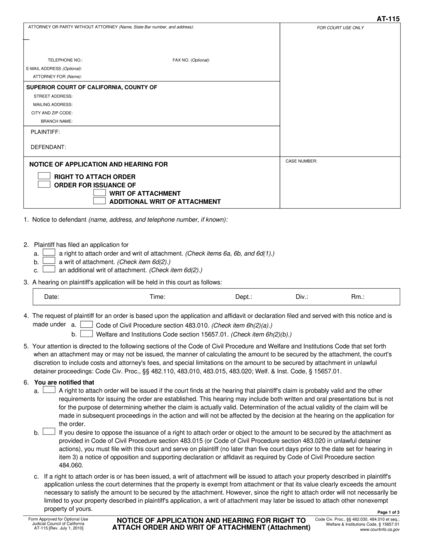 AT-115
ATTORNEY OR PARTY WITHOUT ATTORNEY (Name, State Bar number, and address):
FOR COURT USE ONLY
TELEPHONE NO.: FAX NO. (Optional):
E-MAIL ADDRESS (Optional):
ATTORNEY FOR (Name):
SUPERIOR COURT OF CALIFORNIA, COUNTY OF
STREET ADDRESS:
MAILING ADDRESS:
CITY AND ZIP CODE:
BRANCH NAME:
PLAINTIFF:
DEFENDANT:
NOTICE OF APPLICATION AND HEARING FOR
CASE NUMBER:
RIGHT TO ATTACH ORDER
ORDER FOR ISSUANCE OF
WRIT OF ATTACHMENT
ADDITIONAL WRIT OF ATTACHMENT
1. Notice to defendant (name, address, and telephone number, if known):
2. Plaintiff has filed an application for
a. a right to attach order and writ of attachment. (Check items 6a, 6b, and 6d(1).)
b. a writ of attachment. (Check item 6d(2).)
c. an additional writ of attachment. (Check item 6d(2).)
3. A hearing on plaintiff's application will be held in this court as follows:
Date: Time: Dept.: Div.: Rm.:
4. The request of plaintiff for an order is based upon the application and affidavit or declaration filed and served with this notice and is
made under a. Code of Civil Procedure section 483.010. (Check item 6h(2)(a).)
b. Welfare and Institutions Code section 15657.01. (Check item 6h(2)(b).)
5. Your attention is directed to the following sections of the Code of Civil Procedure and Welfare and Institutions Code that set forth
when an attachment may or may not be issued, the manner of calculating the amount to be secured by the attachment, the court's
discretion to include costs and attorney's fees, and special limitations on the amount to be secured by attachment in unlawful
detainer proceedings: Code Civ. Proc., §§ 482.110, 483.010, 483.015, 483.020; Welf. & Inst. Code, § 15657.01.
6. You are notified that
a. A right to attach order will be issued if the court finds at the hearing that plaintiff's claim is probably valid and the other
requirements for issuing the order are established. This hearing may include both written and oral presentations but is not
for the purpose of determining whether the claim is actually valid. Determination of the actual validity of the claim will be
made in subsequent proceedings in the action and will not be affected by the decision at the hearing on the application for
the order.
b. If you desire to oppose the issuance of a right to attach order or object to the amount to be secured by the attachment as
provided in Code of Civil Procedure section 483.015 (or Code of Civil Procedure section 483.020 in unlawful detainer
actions), you must file with this court and serve on plaintiff (no later than five court days prior to the date set for hearing in
item 3) a notice of opposition and supporting declaration or affidavit as required by Code of Civil Procedure section
484.060.
c. If a right to attach order is or has been issued, a writ of attachment will be issued to attach your property described in plaintiff's
application unless the court determines that the property is exempt from attachment or that its value clearly exceeds the amount
necessary to satisfy the amount to be secured by the attachment. However, since the right to attach order will not necessarily be
limited to your property described in plaintiff's application, a writ of attachment may later be issued to attach other nonexempt
property of yours.
Page 1 of 3
Form Approved for Optional Use
Judicial Council of California
AT-115 [Rev. July 1, 2010]
NOTICE OF APPLICATION AND HEARING FOR RIGHT TO
ATTACH ORDER AND WRIT OF ATTACHMENT (Attachment)
Code Civ. Proc., §§ 482.030, 484.010 et seq.,
Welfare & Institutions Code, § 15657.01
www.courtinfo.ca.gov